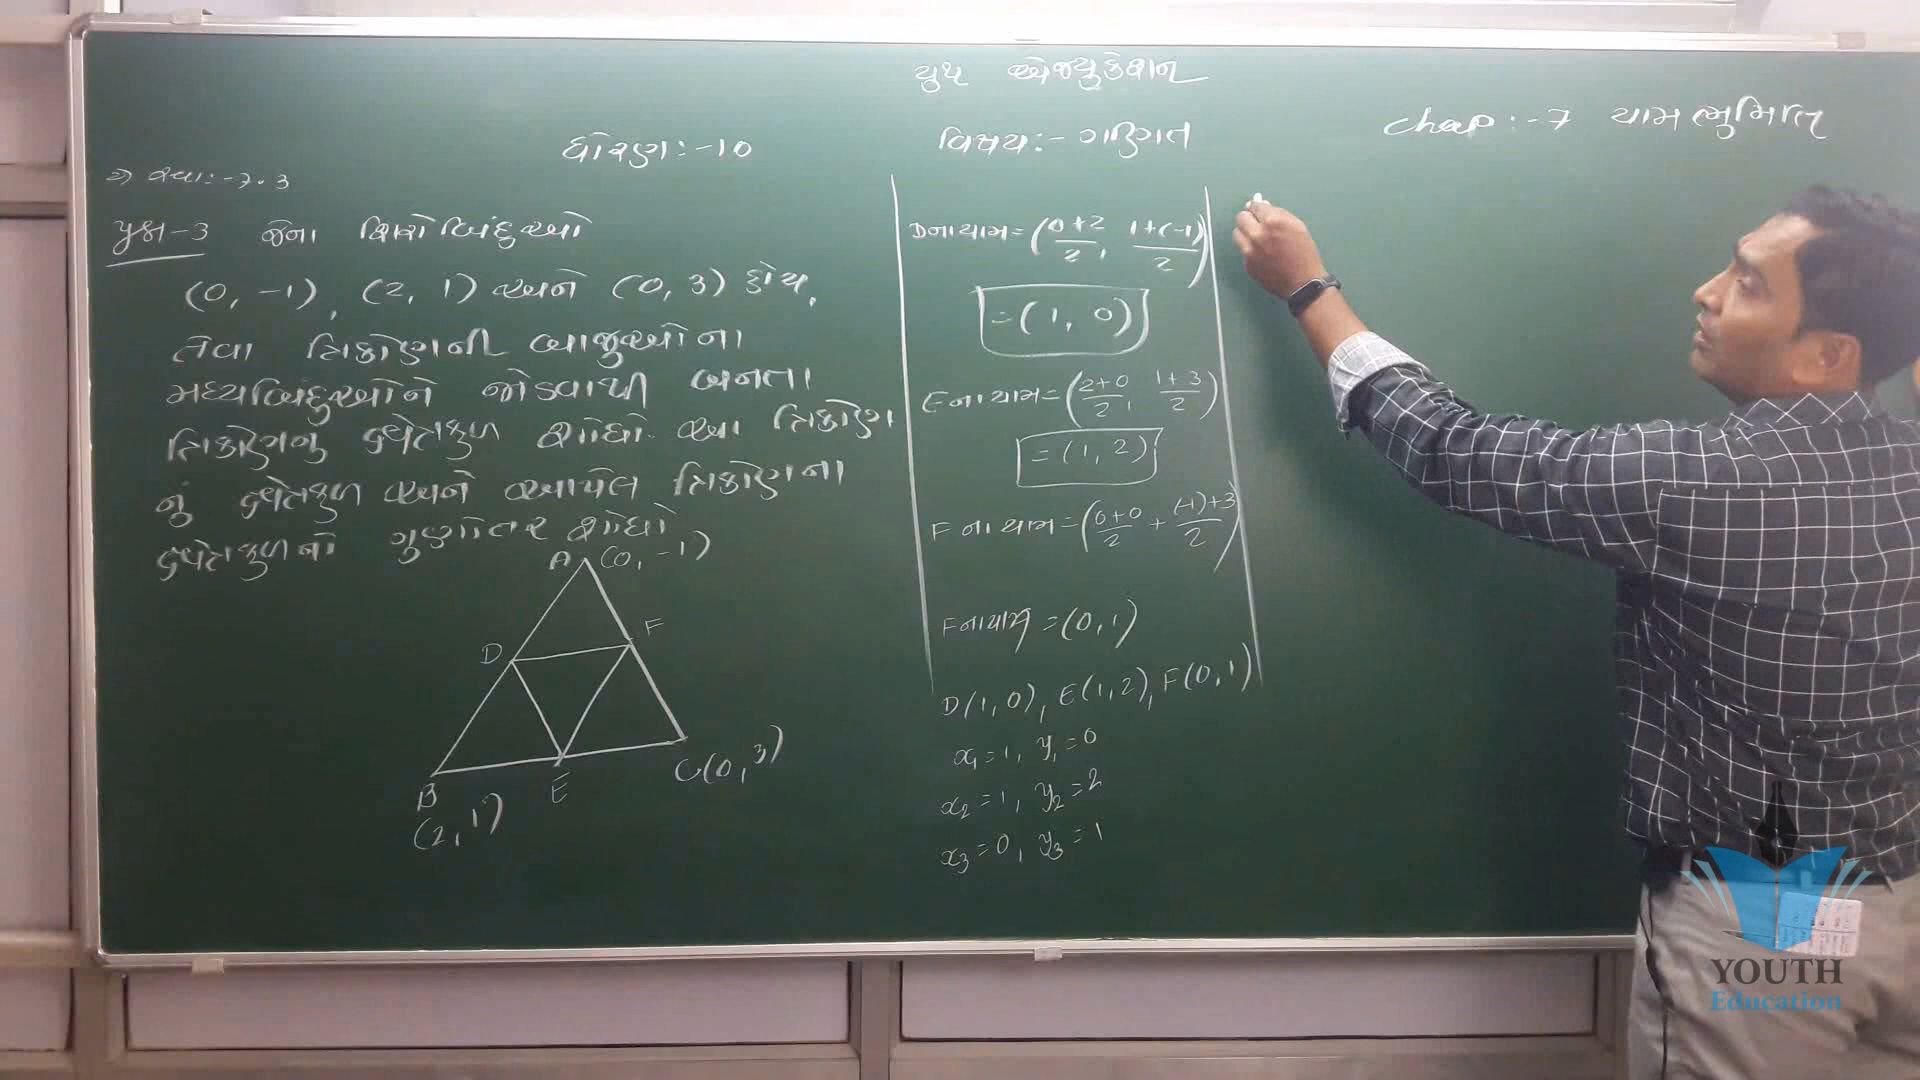 યુથ એજ્યુકેશન
ધોરણ:-10
વિષય:- ગણિત
chap:-7 યામ ભુમિતિ
⇒ સ્વા:-7.3
પ્રશ્ન-3 જેના શિરોબિંદુઓ
(0, -1), (2, 1) અને (0, 3) હોય,
તેવા ત્રિકોણની બાજુઓના
મધ્યબિંદુઓને જોડવાથી બનતા
ત્રિકોણનુ ક્ષેત્રફળ શોધો. આ ત્રિકોણ
નું ક્ષેત્રફળ અને આપેલ ત્રિકોણના
ક્ષેત્રફળનો ગુણોત્તર શોધો
A (0, -1)
D
F
B
(2, 1)
E
C(0, 3)
Dના યામ = (0+2/2, 1+(-1)/2)
= (1, 0)
Eના યામ = (2+0/2, 1+3/2)
= (1, 2)
F ના યામ = (0+0/2 + (-1)+3/2)
Fના યામ = (0, 1)
D(1, 0), E(1, 2), F(0, 1)
x₁=1, y₁=0
x₂=1, y₂=2
x₃=0, y₃=1
YOUTH
Education